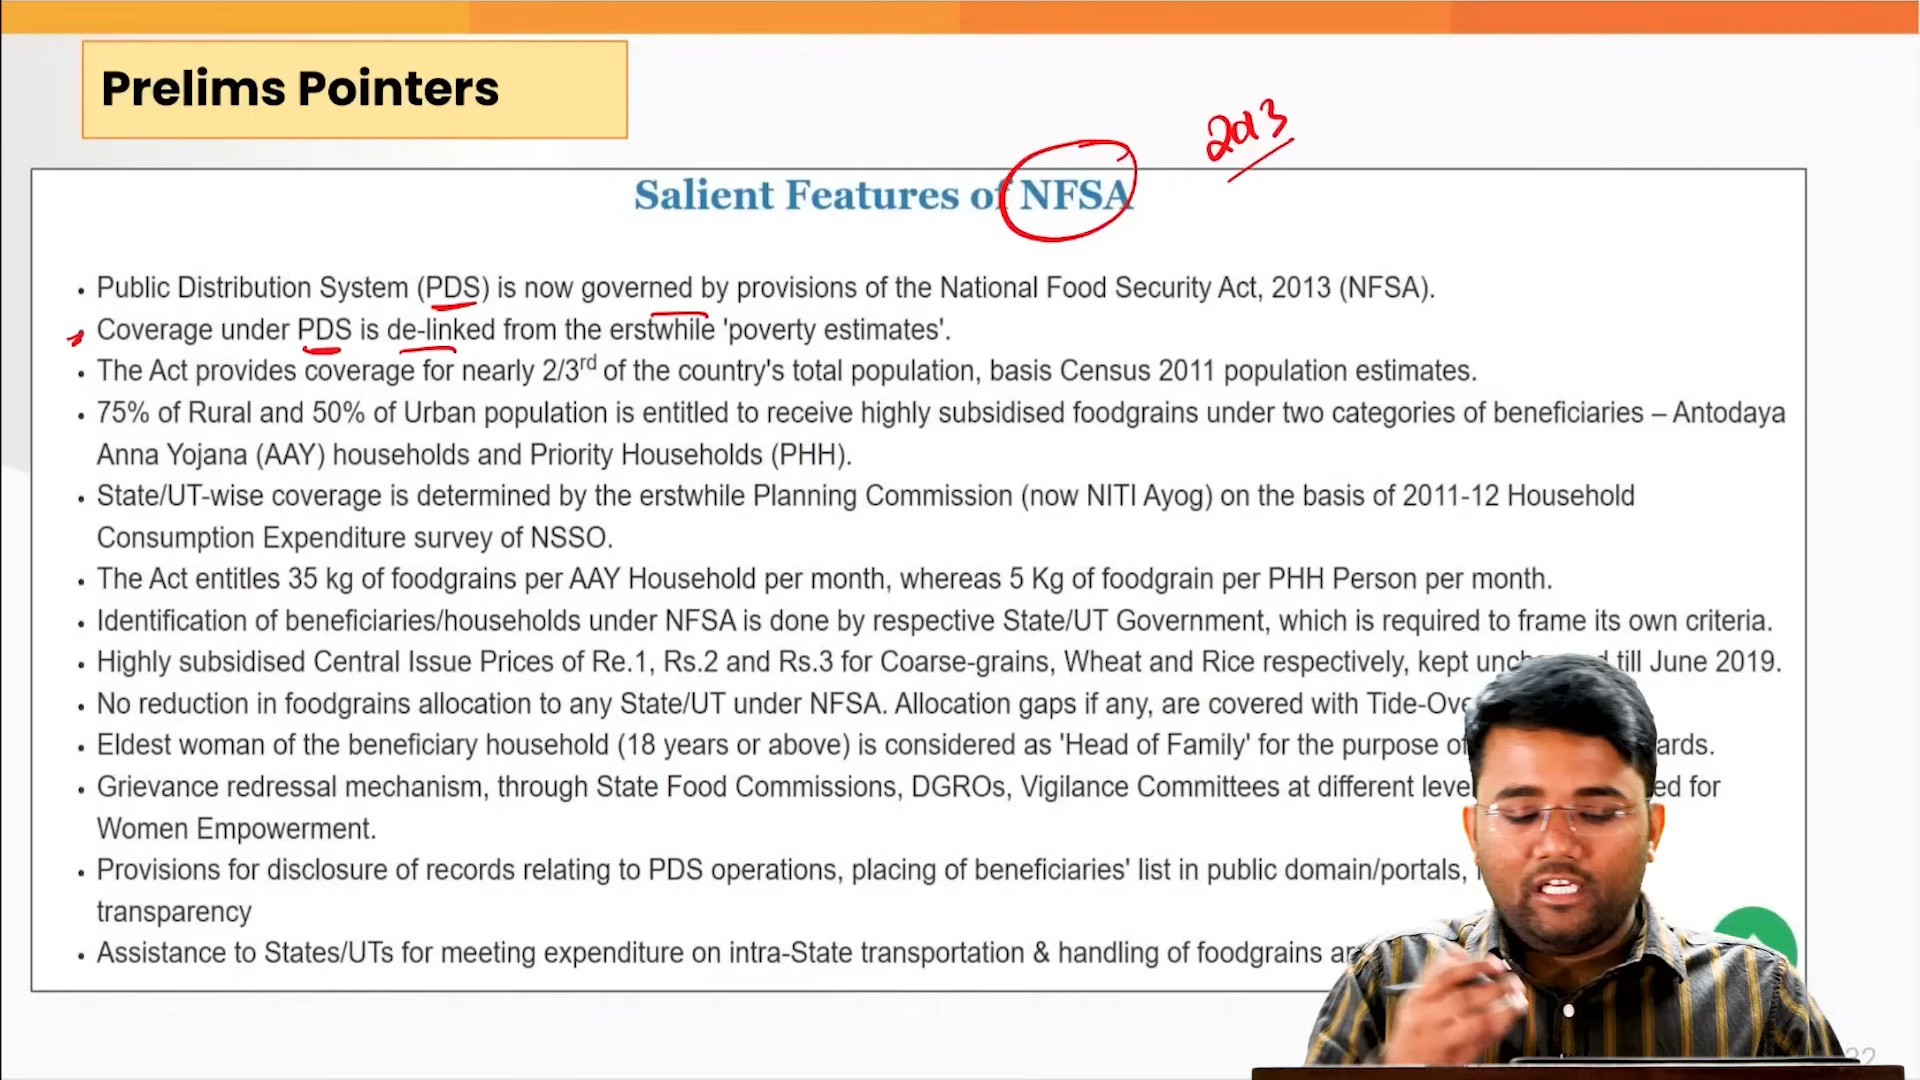 Prelims Pointers
2013
Salient Features of NFSA
• Public Distribution System (PDS) is now governed by provisions of the National Food Security Act, 2013 (NFSA).
• Coverage under PDS is de-linked from the erstwhile 'poverty estimates'.
• The Act provides coverage for nearly 2/3rd of the country's total population, basis Census 2011 population estimates.
• 75% of Rural and 50% of Urban population is entitled to receive highly subsidised foodgrains under two categories of beneficiaries – Antodaya
Anna Yojana (AAY) households and Priority Households (PHH).
• State/UT-wise coverage is determined by the erstwhile Planning Commission (now NITI Ayog) on the basis of 2011-12 Household
Consumption Expenditure survey of NSSO.
• The Act entitles 35 kg of foodgrains per AAY Household per month, whereas 5 Kg of foodgrain per PHH Person per month.
• Identification of beneficiaries/households under NFSA is done by respective State/UT Government, which is required to frame its own criteria.
• Highly subsidised Central Issue Prices of Re.1, Rs.2 and Rs.3 for Coarse-grains, Wheat and Rice respectively, kept till June 2019.
• No reduction in foodgrains allocation to any State/UT under NFSA. Allocation gaps if any, are covered with
• Eldest woman of the beneficiary household (18 years or above) is considered as 'Head of Family' for the purpose
• Grievance redressal mechanism, through State Food Commissions, DGROs, Vigilance Committees at different for
Women Empowerment.
• Provisions for disclosure of records relating to PDS operations, placing of beneficiaries' list in public domain/portals,
transparency
• Assistance to States/UTs for meeting expenditure on intra-State transportation & handling of foodgrains
32